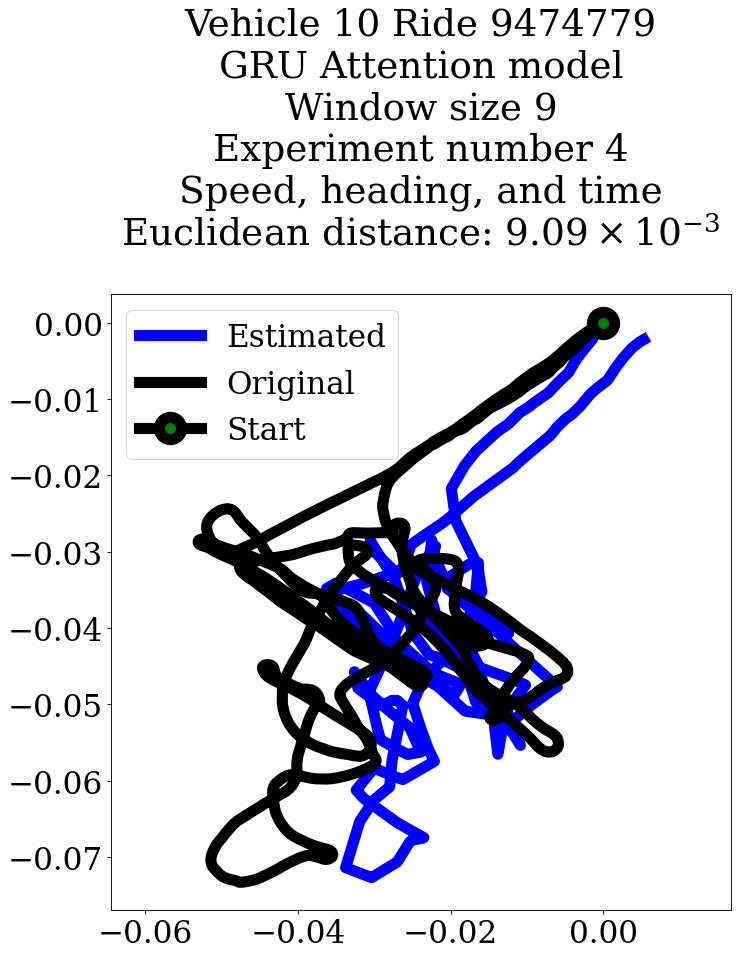 Vehicle 10 Ride 9474779
GRU Attention model
Window size 9
Experiment number 4
Speed, heading, and time
Euclidean distance: 9.09 × 10⁻³
Estimated
Original
Start
0.00
−0.01
−0.02
−0.03
−0.04
−0.05
−0.06
−0.07
−0.06 −0.04 −0.02 0.00